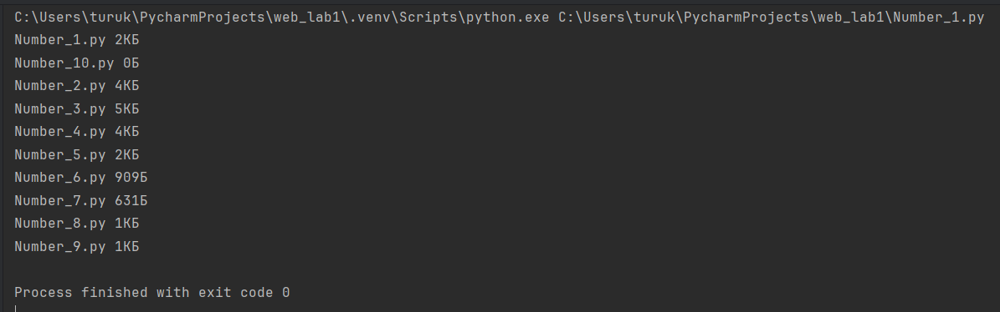 C:\Users\turuk\PycharmProjects\web_lab1\.venv\Scripts\python.exe C:\Users\turuk\PycharmProjects\web_lab1\Number_1.py
Number_1.py 2КБ
Number_10.py 0Б
Number_2.py 4КБ
Number_3.py 5КБ
Number_4.py 4КБ
Number_5.py 2КБ
Number_6.py 909Б
Number_7.py 631Б
Number_8.py 1КБ
Number_9.py 1КБ
Process finished with exit code 0